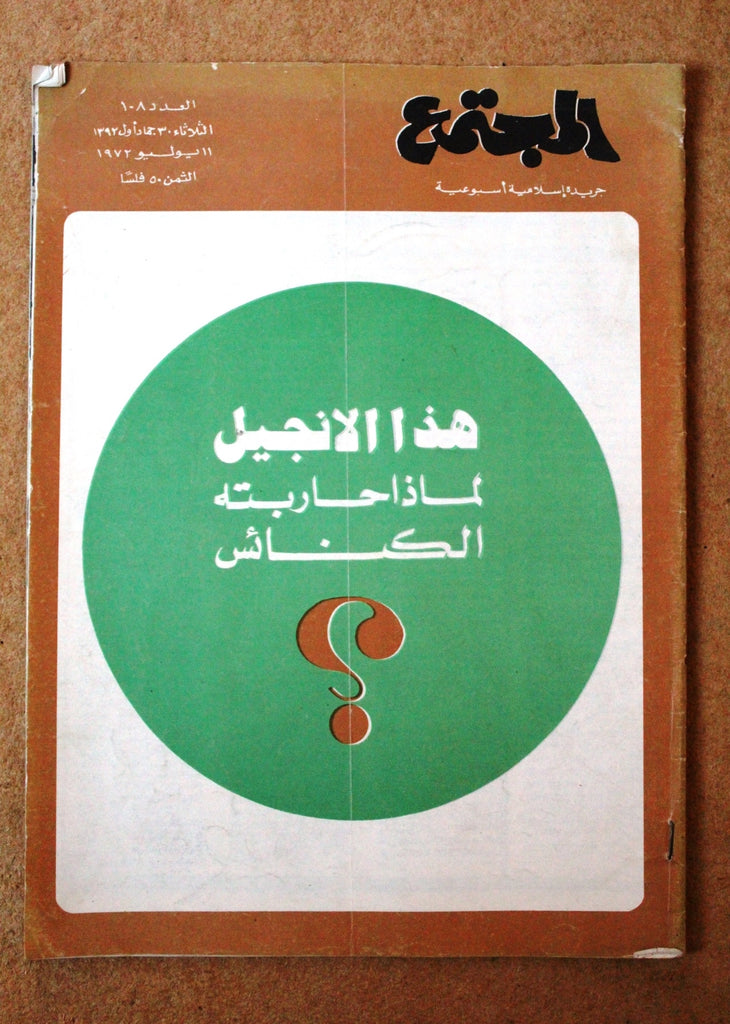 المجتمع
جريدة إسلامية أسبوعية
العدد ١٠٨
الثلاثاء ٣٠ جماد أول ١٣٩٢
١١ يوليو ١٩٧٢
الثمن ٥٠ فلسًا
هذا الانجيل
لماذا حاربته
الكنائس
؟